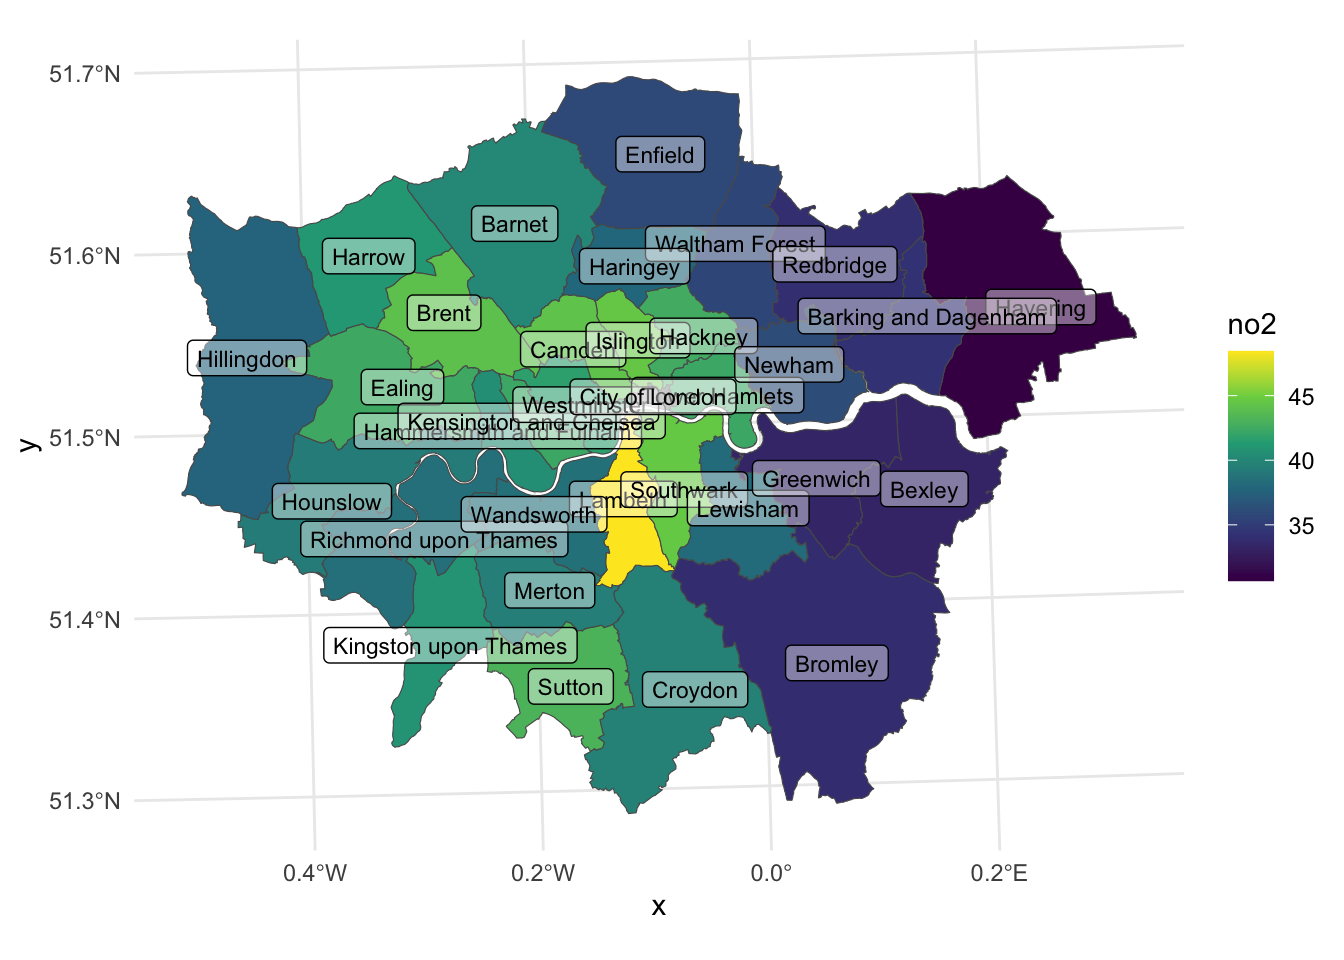 51.7°N
51.6°N
51.5°N
51.4°N
51.3°N
y
Enfield
Barnet
Waltham Forest
Harrow
Haringey
Redbridge
Havering
Brent
Barking and Dagenham
Islington
Hackney
Camden
Hillingdon
Newham
Ealing
City of London
Tower Hamlets
Westminster
Kensington and Chelsea
Hammersmith and Fulham
Greenwich
Southwark
Bexley
Lambeth
Hounslow
Lewisham
Wandsworth
Richmond upon Thames
Merton
Kingston upon Thames
Bromley
Sutton
Croydon
0.4°W
0.2°W
0.0°
0.2°E
x
no2
45
40
35